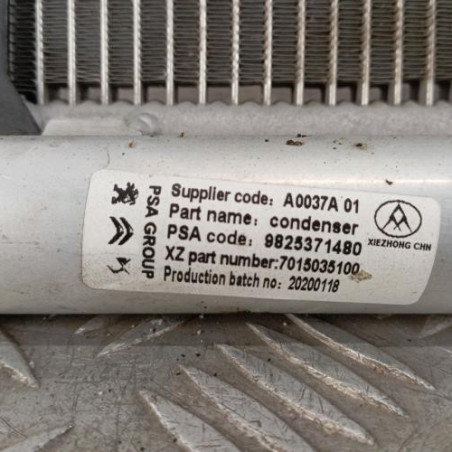 PSA GROUP
Supplier code: A0037A 01
Part name: condenser
PSA code: 9825371480
XZ part number:7015035100
Production batch no: 20200118
XIEZHONG CHN